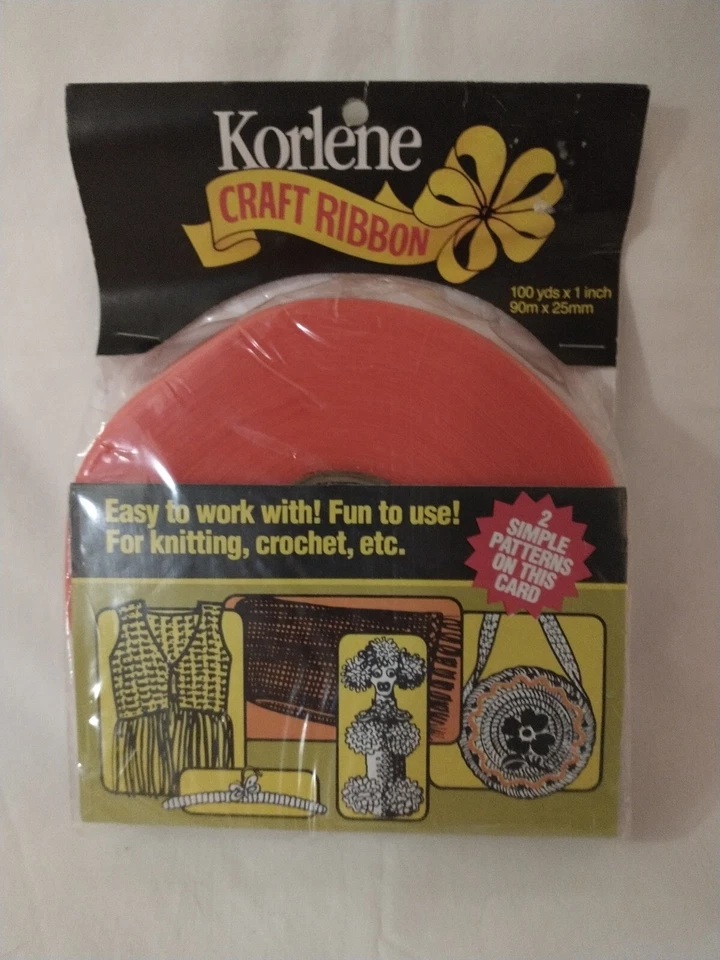 Korlene
CRAFT RIBBON
100 yds x 1 inch
90m x 25mm
Easy to work with! Fun to use!
For knitting, crochet, etc.
2
SIMPLE
PATTERNS
ON THIS
CARD